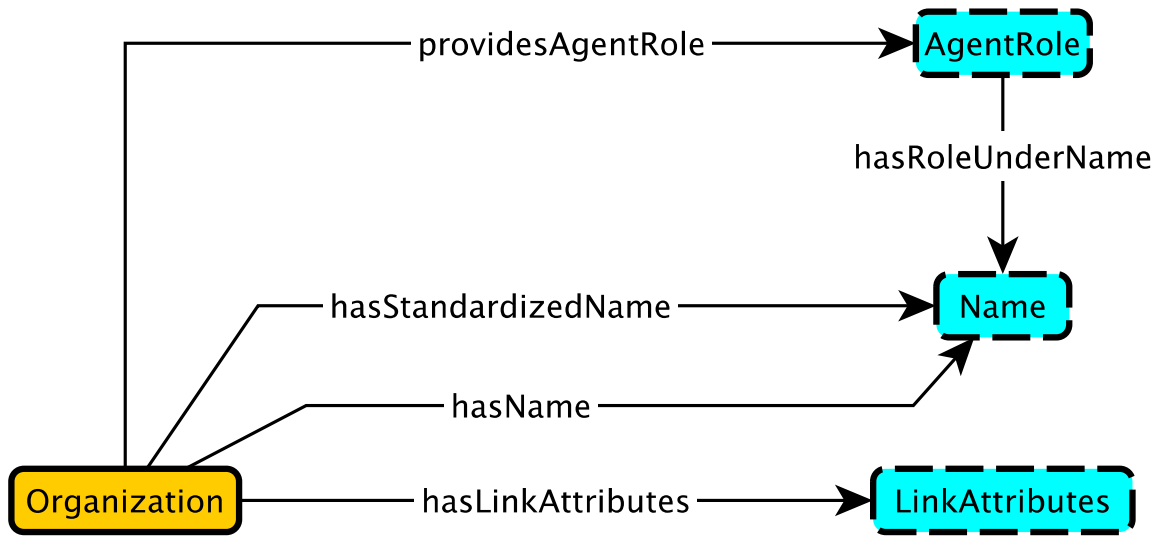 providesAgentRole
AgentRole
hasRoleUnderName
hasStandardizedName
Name
hasName
Organization
hasLinkAttributes
LinkAttributes